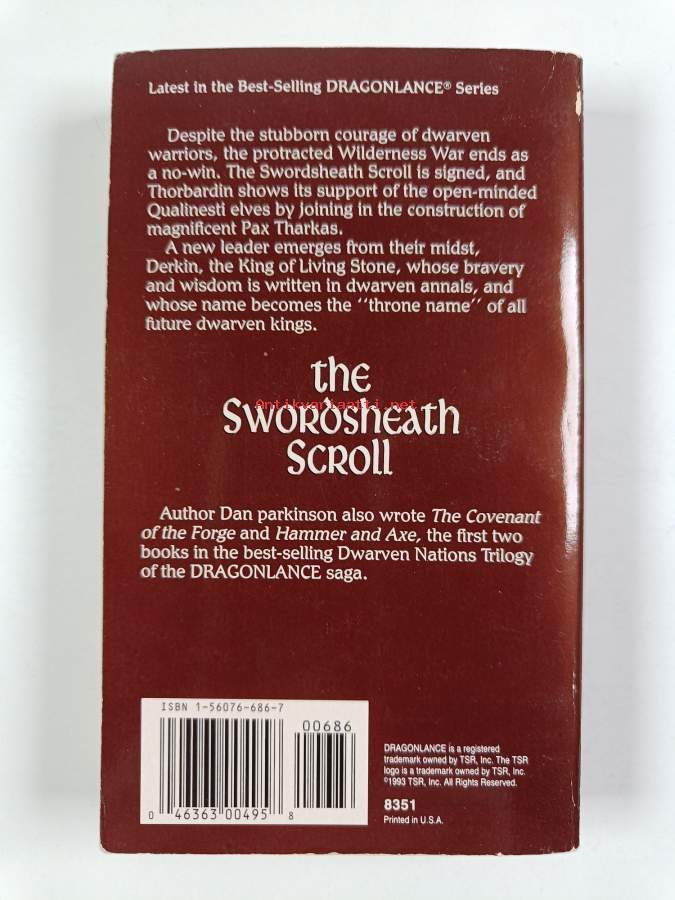 Latest in the Best-Selling DRAGONLANCE® Series
Despite the stubborn courage of dwarven
warriors, the protracted Wilderness War ends as
a no-win. The Swordsheath Scroll is signed, and
Thorbardin shows its support of the open-minded
Qualinesti elves by joining in the construction of
magnificent Pax Tharkas.
A new leader emerges from their midst,
Derkin, the King of Living Stone, whose bravery
and wisdom is written in dwarven annals, and
whose name becomes the "throne name" of all
future dwarven kings.
the
Antikvariaatti.net
Swordsheath
Scroll
Author Dan parkinson also wrote The Covenant
of the Forge and Hammer and Axe, the first two
books in the best-selling Dwarven Nations Trilogy
of the DRAGONLANCE saga.
ISBN 1-56076-686-7
00686
0 46363 00495 8
DRAGONLANCE is a registered
trademark owned by TSR, Inc. The TSR
logo is a trademark owned by TSR, Inc.
©1993 TSR, Inc. All Rights Reserved.
8351
Printed in U.S.A.